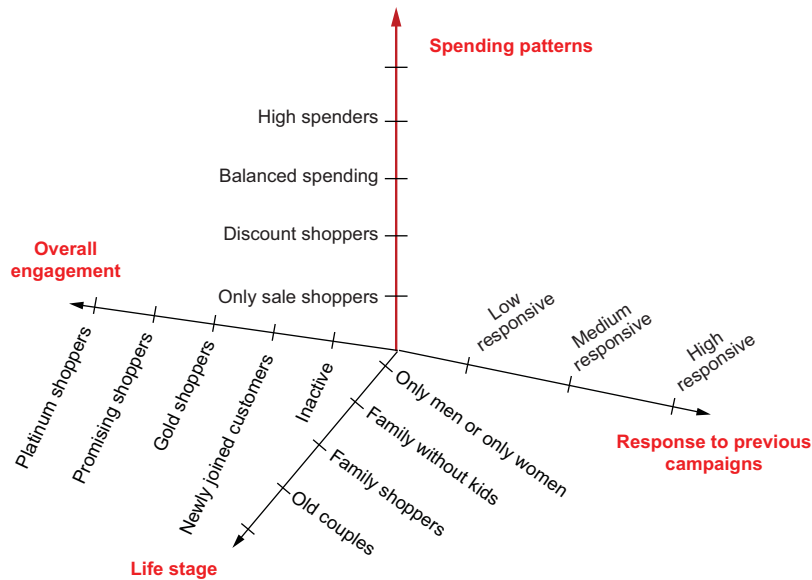 Spending patterns
High spenders
Balanced spending
Discount shoppers
Only sale shoppers
Overall
engagement
Platinum shoppers
Promising shoppers
Gold shoppers
Newly joined customers
Inactive
Low
responsive
Medium
responsive
High
responsive
Response to previous
campaigns
Only men or only women
Family without kids
Family shoppers
Old couples
Life stage